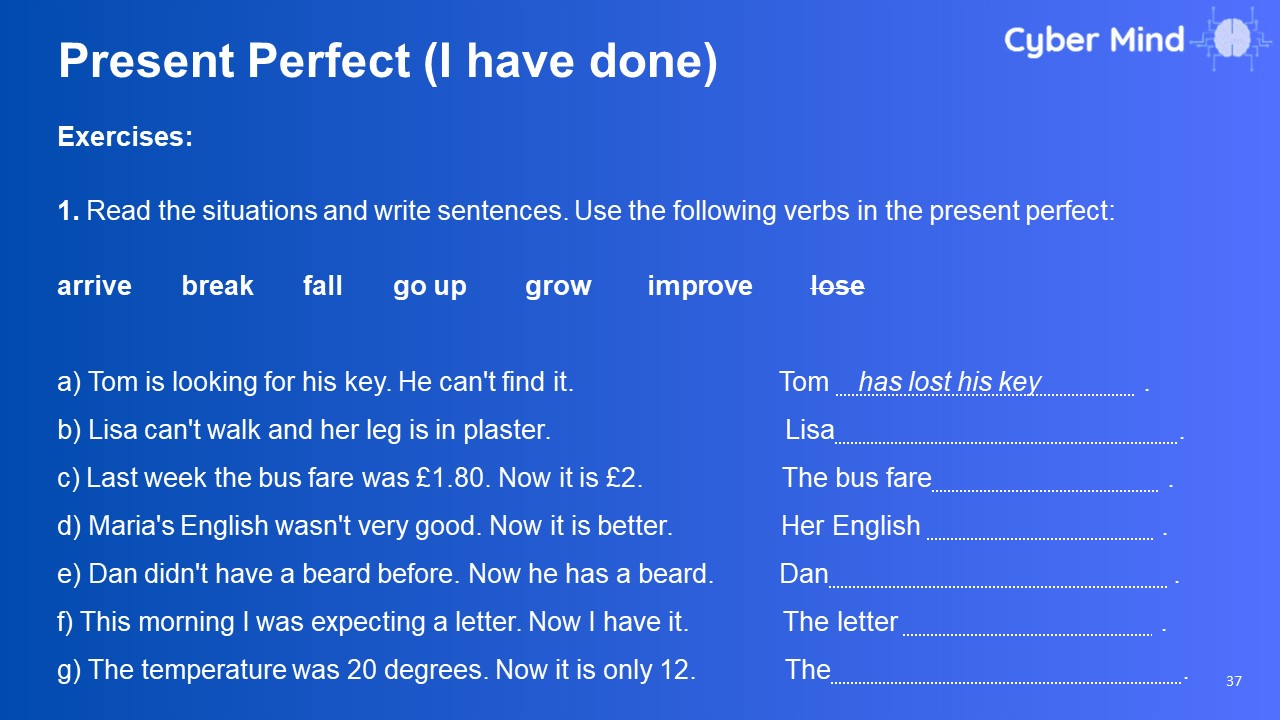 Cyber Mind
Present Perfect (I have done)
Exercises:
1. Read the situations and write sentences. Use the following verbs in the present perfect:
arrive break fall go up grow improve lose
a) Tom is looking for his key. He can't find it. Tom has lost his key .
b) Lisa can't walk and her leg is in plaster. Lisa .
c) Last week the bus fare was £1.80. Now it is £2. The bus fare .
d) Maria's English wasn't very good. Now it is better. Her English .
e) Dan didn't have a beard before. Now he has a beard. Dan .
f) This morning I was expecting a letter. Now I have it. The letter .
g) The temperature was 20 degrees. Now it is only 12. The .
37